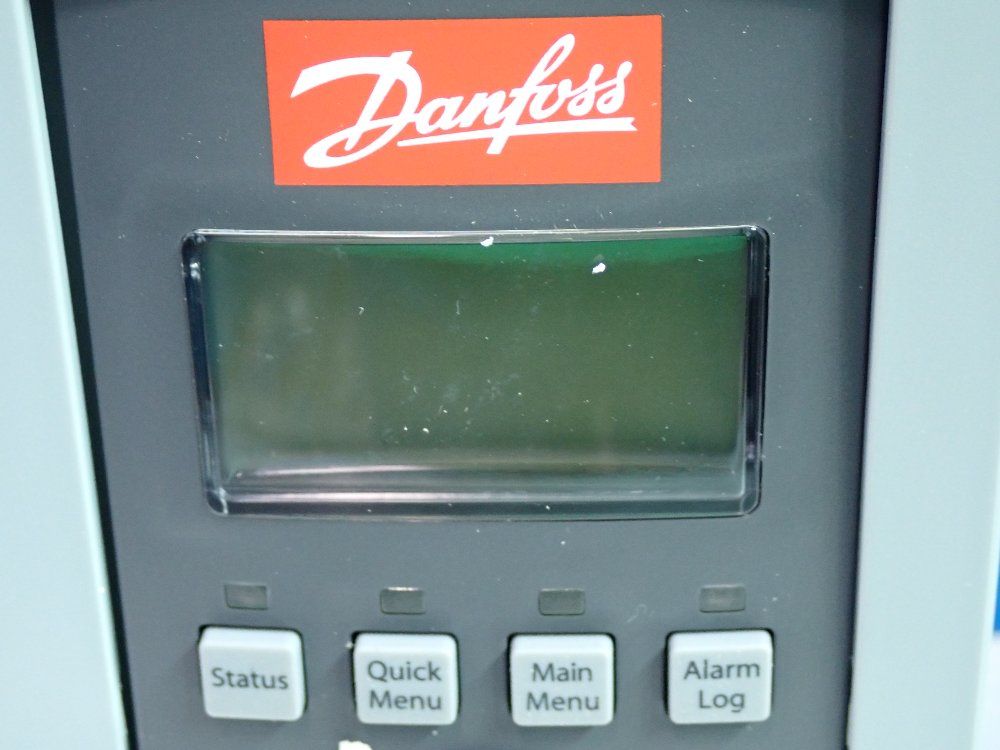 Danfoss
Status
Quick
Menu
Main
Menu
Alarm
Log